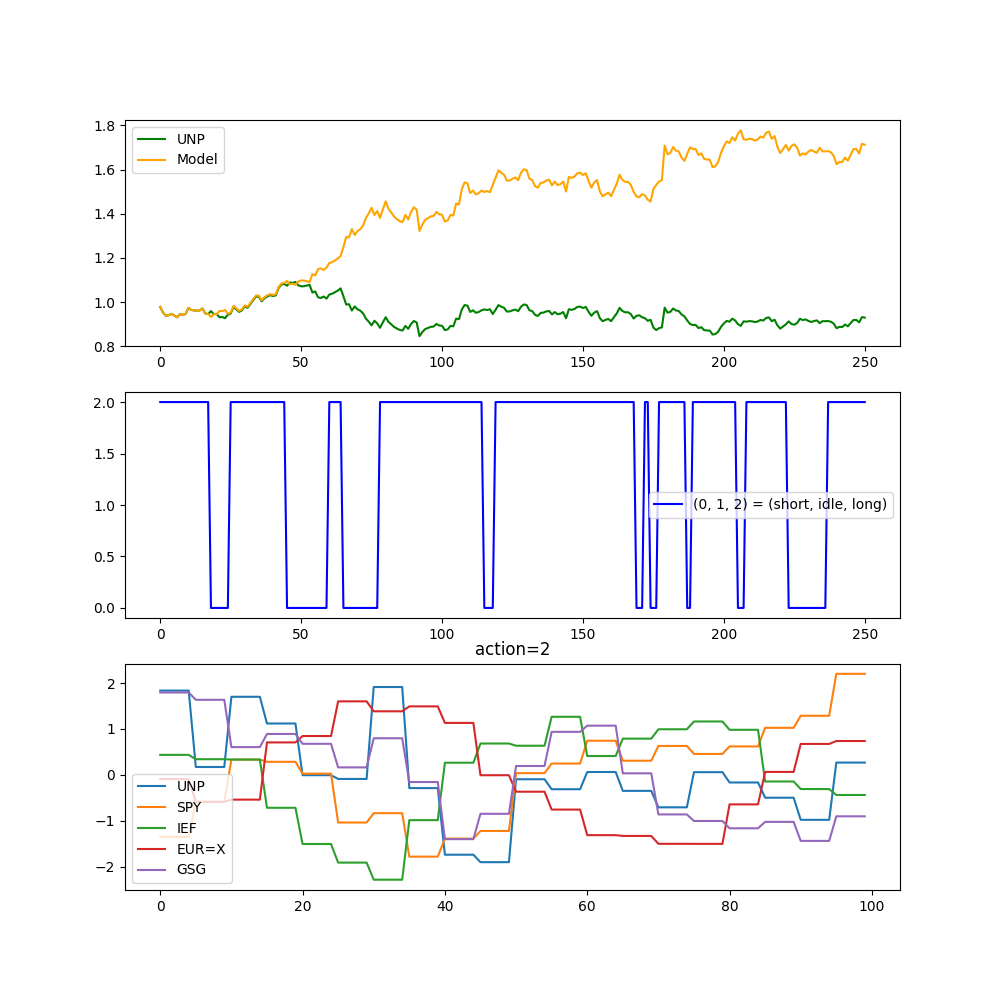 1.8
1.6
1.4
1.2
1.0
0.8
UNP
Model
0 50 100 150 200 250
2.0
1.5
1.0
0.5
0.0
(0, 1, 2) = (short, idle, long)
0 50 100 150 200 250
action=2
2
1
0
−1
−2
UNP
SPY
IEF
EUR=X
GSG
0 20 40 60 80 100